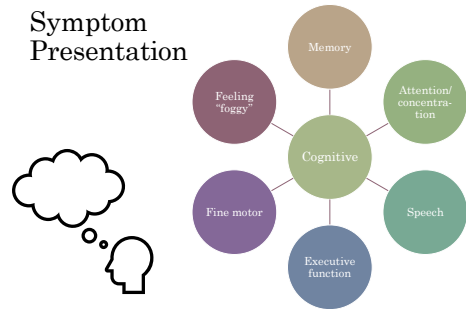 Symptom
Presentation
Memory
Attention/
concentra-
tion
Speech
Executive
function
Fine motor
Feeling
"foggy"
Cognitive